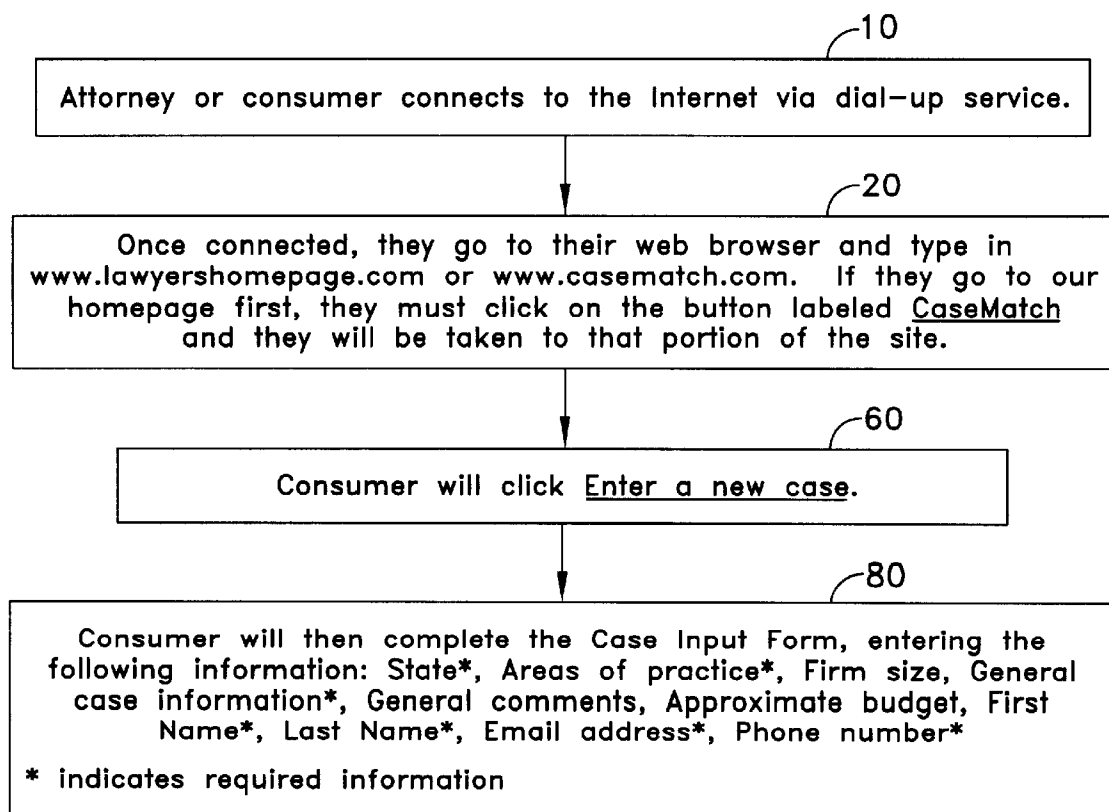 10
Attorney or consumer connects to the Internet via dial-up service.
20
Once connected, they go to their web browser and type in
www.lawyershomepage.com or www.casematch.com. If they go to our
homepage first, they must click on the button labeled CaseMatch
and they will be taken to that portion of the site.
60
Consumer will click Enter a new case.
80
Consumer will then complete the Case Input Form, entering the
following information: State*, Areas of practice*, Firm size, General
case information*, General comments, Approximate budget, First
Name*, Last Name*, Email address*, Phone number*
* indicates required information